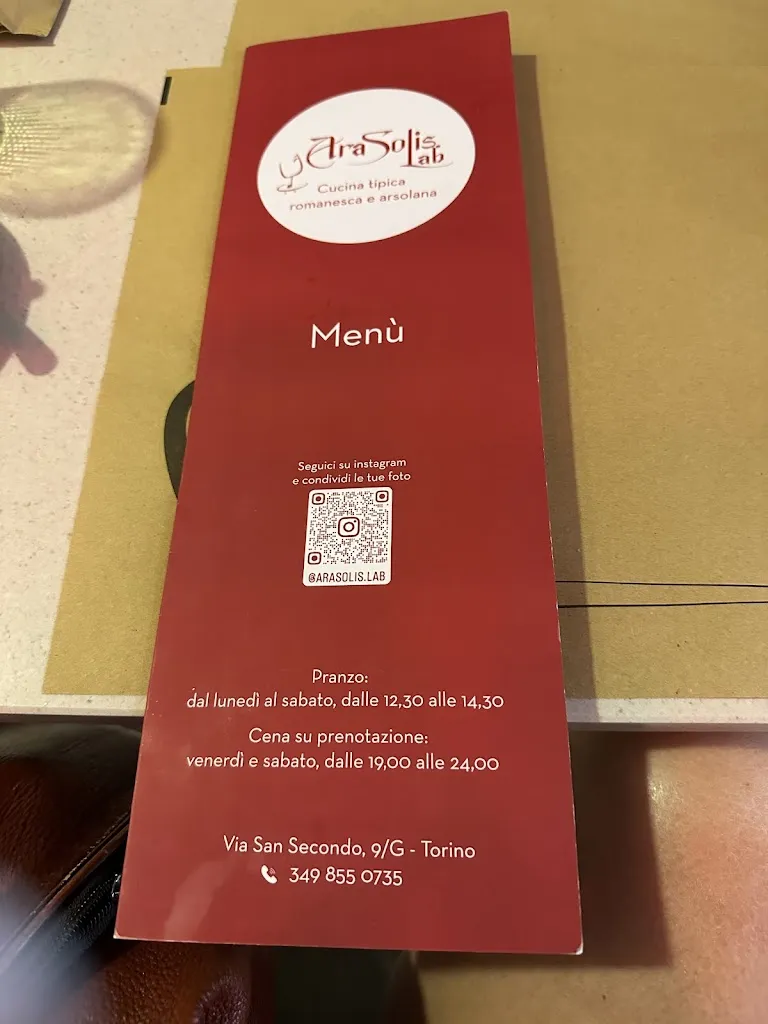 AraSolis
Lab
Cucina tipica
romanesca e arsolana
Menù
Seguici su instagram
e condividi le tue foto
@ARASOLIS.LAB
Pranzo:
dal lunedì al sabato, dalle 12,30 alle 14,30
Cena su prenotazione:
venerdì e sabato, dalle 19,00 alle 24,00
Via San Secondo, 9/G - Torino
349 855 0735